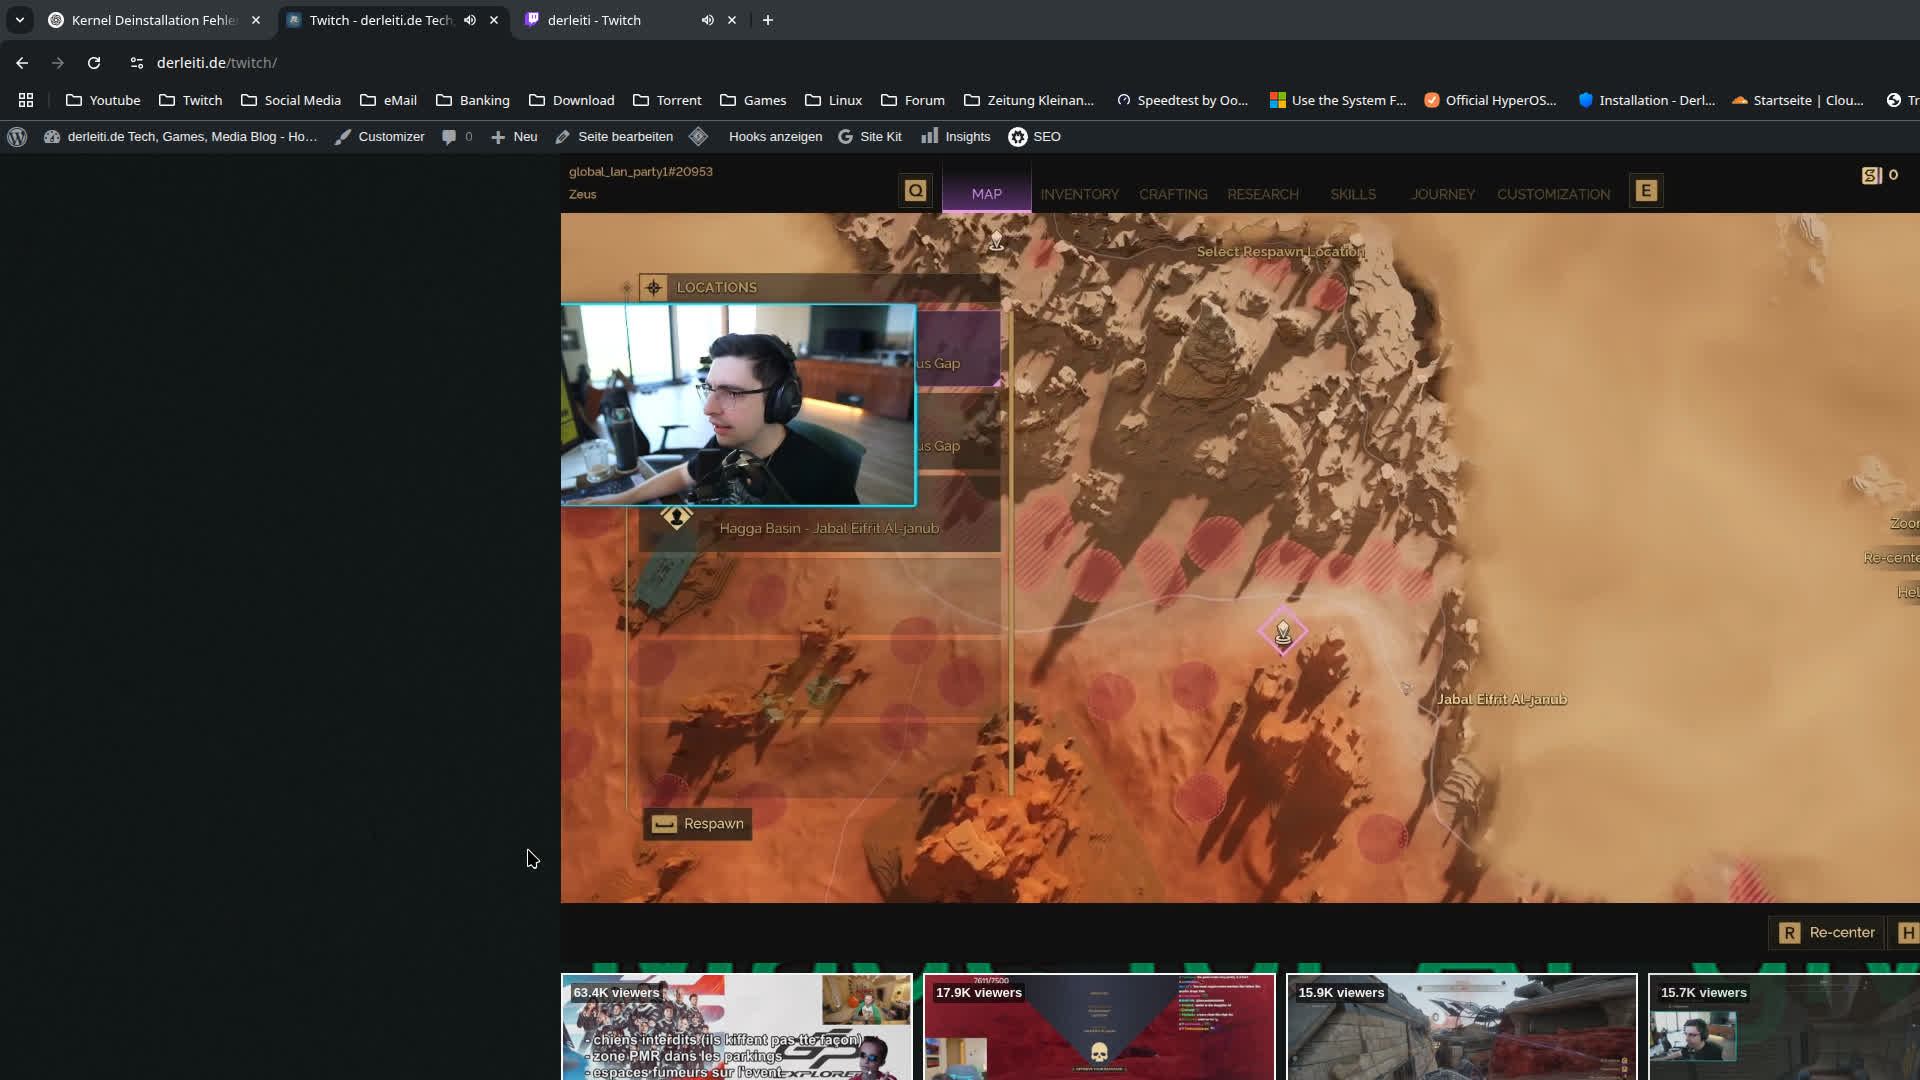 Kernel Deinstallation Fehle
Twitch - derleiti.de Tech,
derleiti - Twitch
derleiti.de/twitch/
Youtube
Twitch
Social Media
eMail
Banking
Download
Torrent
Games
Linux
Forum
Zeitung Kleinan...
Speedtest by Oo...
Use the System F...
Official HyperOS...
Installation - Derl...
Startseite | Clou...
Tr
derleiti.de Tech, Games, Media Blog - Ho...
Customizer
0
Neu
Seite bearbeiten
Hooks anzeigen
Site Kit
Insights
SEO
global_lan_party1#20953
Zeus
Q
MAP
INVENTORY
CRAFTING
RESEARCH
SKILLS
JOURNEY
CUSTOMIZATION
E
0
Select Respawn Location
LOCATIONS
us Gap
us Gap
Hagga Basin - Jabal Eifrit Al-janub
Zoo
Re-cente
Hel
Jabal Eifrit Al-janub
Respawn
R
Re-center
H
63.4K viewers
- chiens interdits (ils kiffent pas tte façon)
- zone PMR dans les parkings
- espaces fumeurs sur l'event
GP
EXPLORER
7611/7500
17.9K viewers
15.9K viewers
15.7K viewers